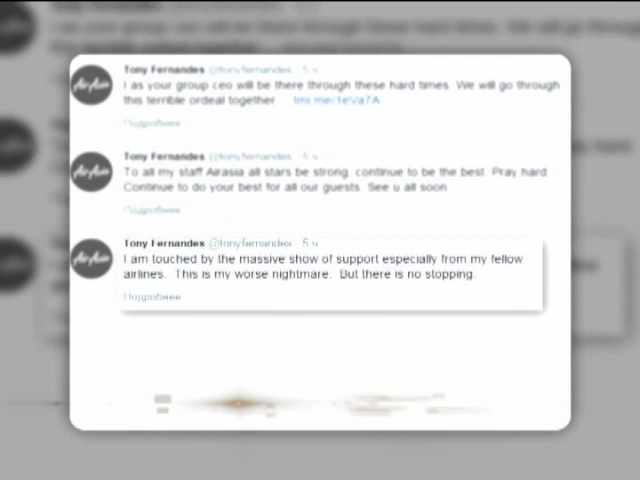 AirAsia
Tony Fernandes @tonyfernandes 5 ч
I as your group ceo will be there through these hard times. We will go through
this terrible ordeal together
Подробнее
AirAsia
Tony Fernandes @tonyfernandes 5 ч
To all my staff Airasia all stars be strong, continue to be the best. Pray hard.
Continue to do your best for all our guests. See u all soon
Подробнее
AirAsia
Tony Fernandes @tonyfernandes 5 ч
I am touched by the massive show of support especially from my fellow
airlines. This is my worse nightmare. But there is no stopping.
Подробнее